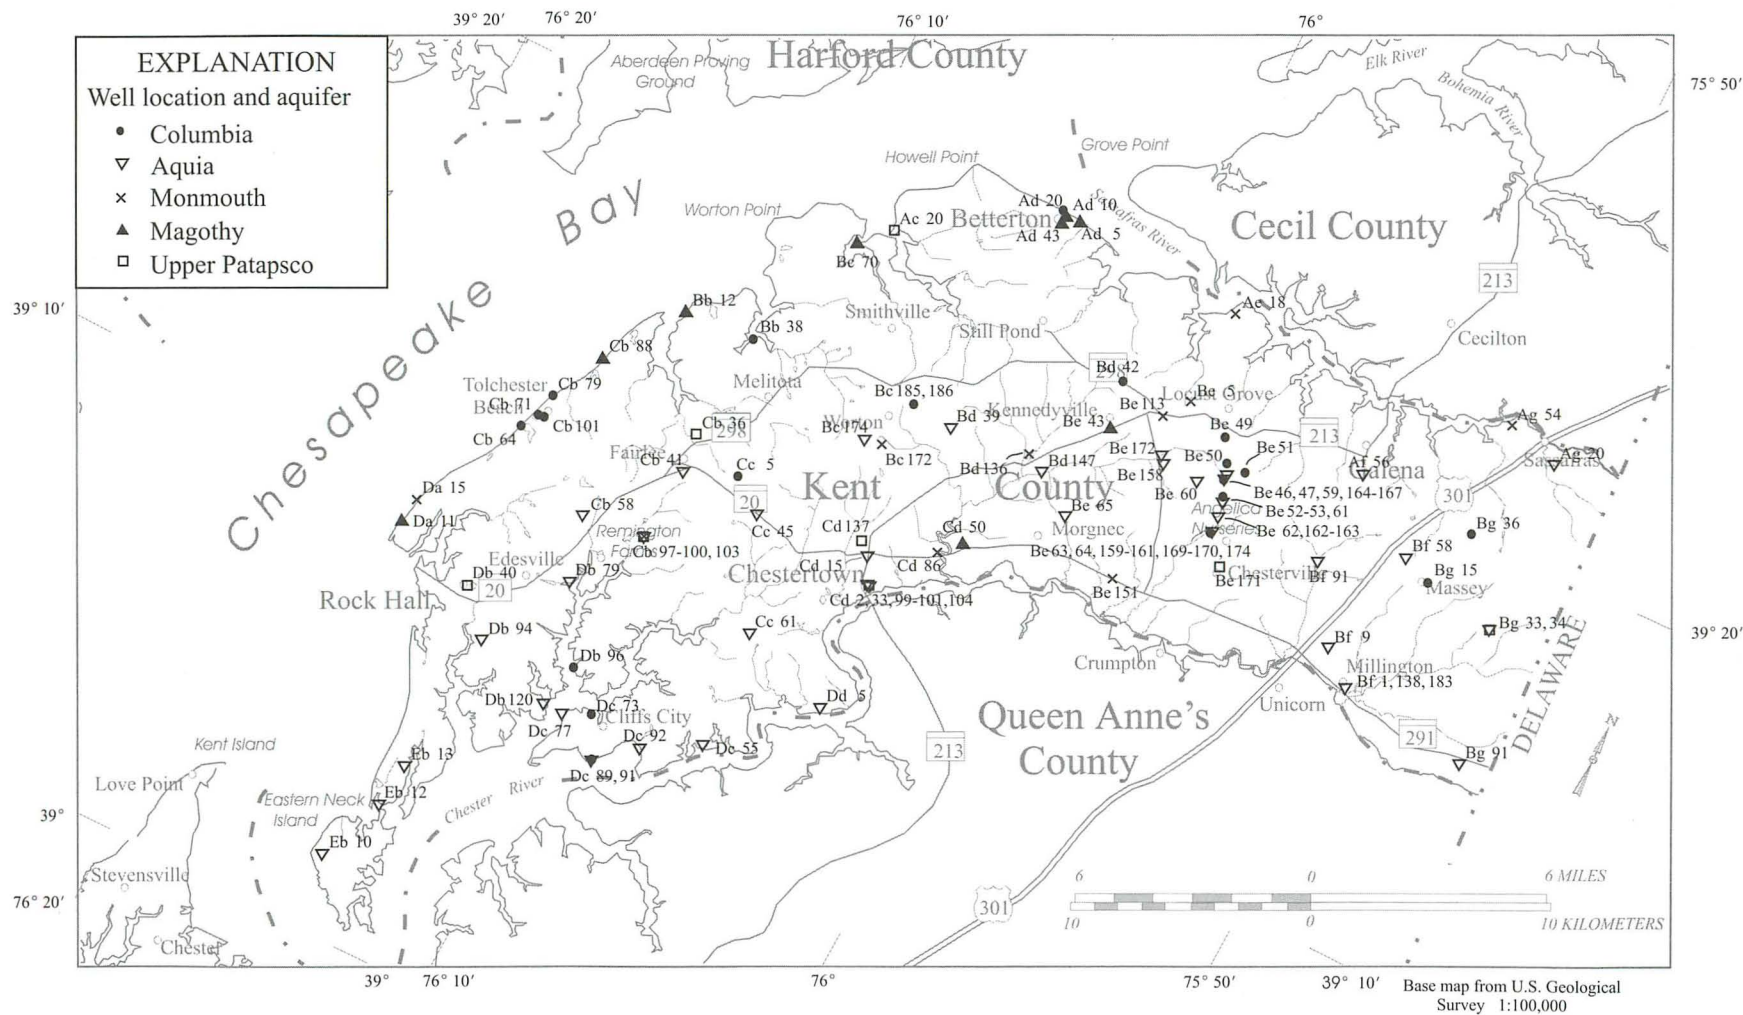 39° 20′ 76° 20′ 76° 10′ 76°
EXPLANATION
Well location and aquifer
Columbia
Aquia
Monmouth
Magothy
Upper Patapsco
Aberdeen Proving
Ground
Harford County
Elk River
Bohemia River
75° 50′
Grove Point
Howell Point
Sassafras River
Worton Point
Chesapeake Bay
Ac 20
Betterton
Ad 20
Ad 10
Ad 43
Ad 5
Cecil County
213
39° 10′
Bc 70
Ae 18
Bb 12
Bb 38
Smithville
Still Pond
Cecilton
Cb 88
Tolchester
Beach
Cb 79
Cb 71
Cb 101
Cb 64
Melitota
Bc 185, 186
Bd 42
Locust Grove
Be 5
Be 113
Kennedyville
Bd 39
Be 43
Be 49
Ag 54
213
Cb 36
298
Worton
Bc 174
Bc 172
Fairlee
Cb 41
Cc 5
Bd 136
Bd 147
Be 172
Be 158
Be 50
Be 51
Af 56
Galena
Ag 20
Sassafras
Kent
County
Da 15
Da 11
Be 60
Be 46, 47, 59, 164-167
301
Cb 58
20
Cc 45
Be 65
Angelica
Nurseries
Be 52-53, 61
Be 62, 162-163
Bg 36
Remington
Farms
Cb 97-100, 103
Cd 137
Cd 50
Morgnec
Be 63, 64, 159-161, 169-170, 174
Bf 58
Edesville
Db 79
Chestertown
Cd 15
Cd 86
Chesterville
Be 171
Bf 91
Bg 15
Massey
Db 40
20
Rock Hall
Cd 2, 33, 99-101, 104
Be 151
Db 94
Cc 61
Bf 9
Bg 33, 34
39° 20′
Db 96
Crumpton
Millington
Bf 1, 138, 183
Db 120
Dc 73
Dd 5
Unicorn
DELAWARE
Dc 77
Cliffs City
Queen Anne's
County
291
Dc 92
Dc 55
213
Kent Island
Eb 13
Bg 91
N
Love Point
Dc 89, 91
Chester River
Eb 12
Eastern Neck
Island
39°
Eb 10
Stevensville
6 0 6 MILES
76° 20′
301
10 0 10 KILOMETERS
Chester
39° 76° 10′ 76° 75° 50′ 39° 10′
Base map from U.S. Geological
Survey 1:100,000